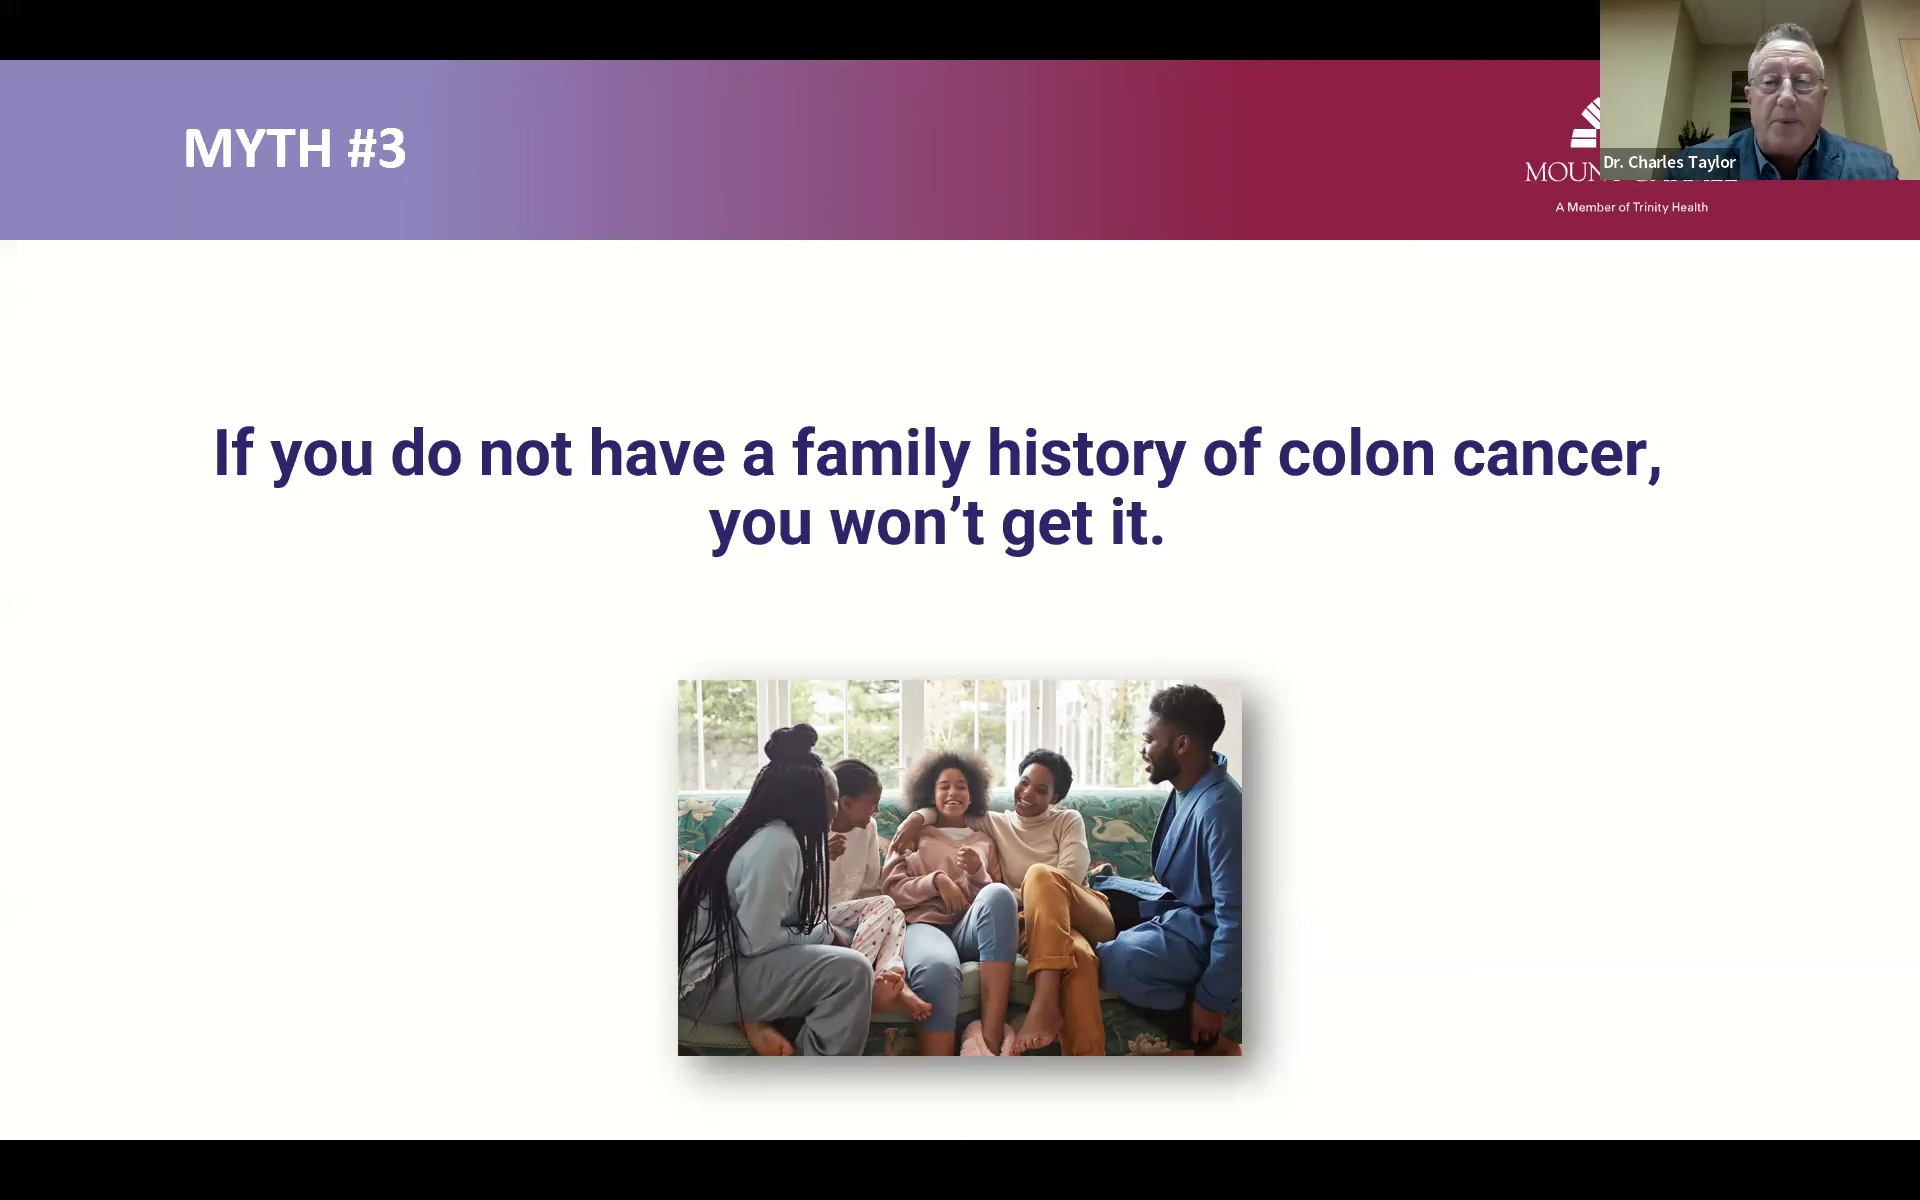 MYTH #3
Dr. Charles Taylor
A Member of Trinity Health
If you do not have a family history of colon cancer,
you won’t get it.